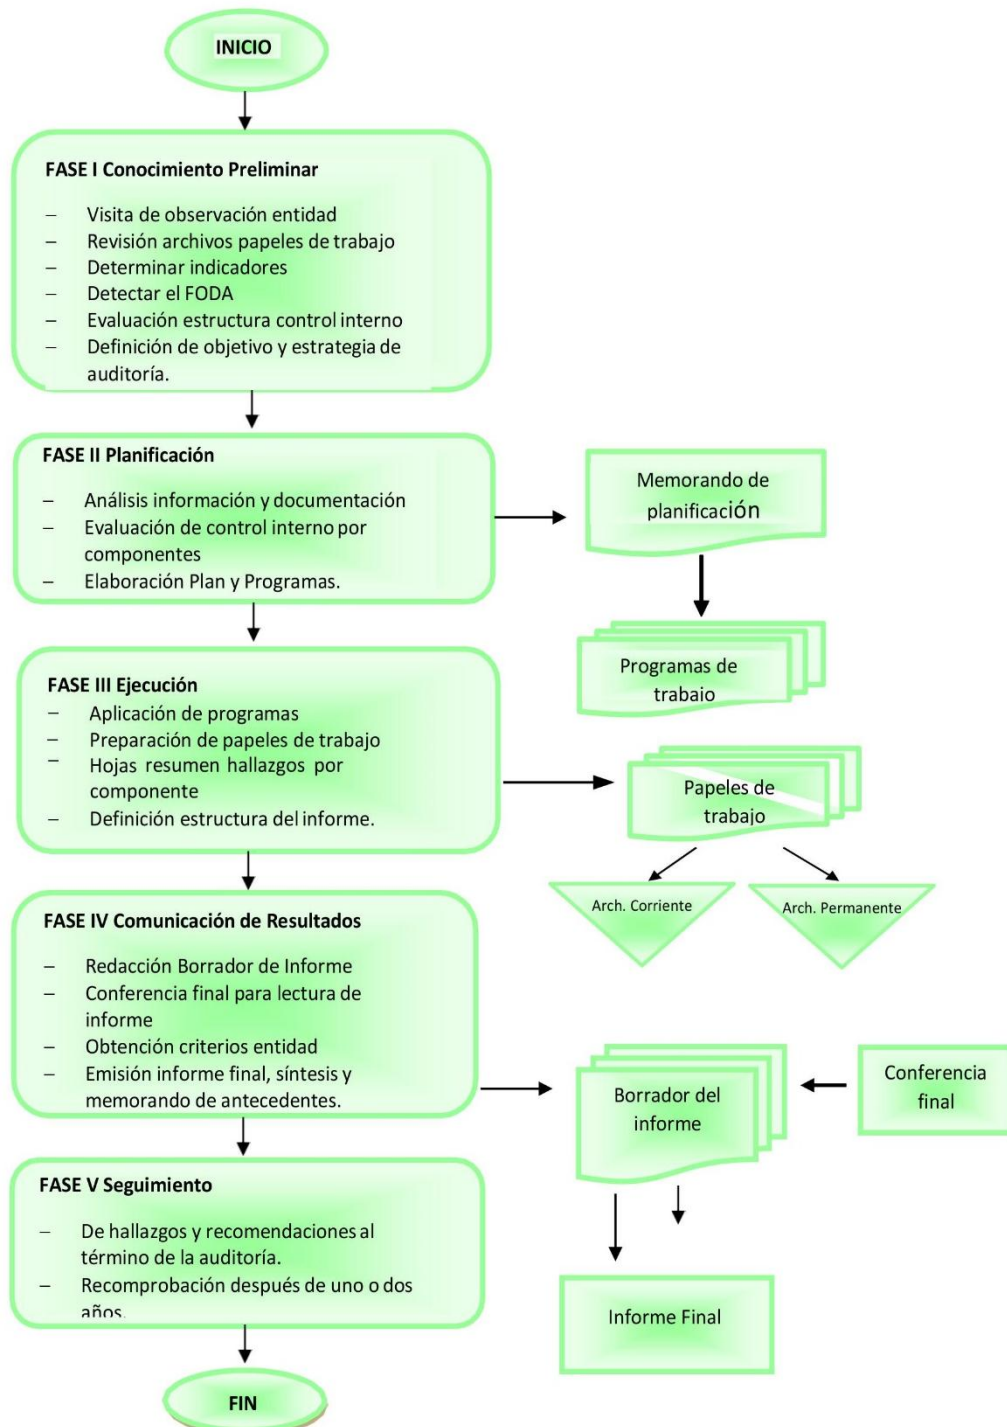 INICIO
FASE I Conocimiento Preliminar
– Visita de observación entidad
– Revisión archivos papeles de trabajo
– Determinar indicadores
– Detectar el FODA
– Evaluación estructura control interno
– Definición de objetivo y estrategia de
auditoría.
FASE II Planificación
– Análisis información y documentación
– Evaluación de control interno por
componentes
– Elaboración Plan y Programas.
Memorando de
planificación
Programas de
trabajo
FASE III Ejecución
– Aplicación de programas
– Preparación de papeles de trabajo
– Hojas resumen hallazgos por
componente
– Definición estructura del informe.
Papeles de
trabajo
Arch. Corriente
Arch. Permanente
FASE IV Comunicación de Resultados
– Redacción Borrador de Informe
– Conferencia final para lectura de
informe
– Obtención criterios entidad
– Emisión informe final, síntesis y
memorando de antecedentes.
Borrador del
informe
Conferencia
final
FASE V Seguimiento
– De hallazgos y recomendaciones al
término de la auditoría.
– Recomprobación después de uno o dos
años.
Informe Final
FIN